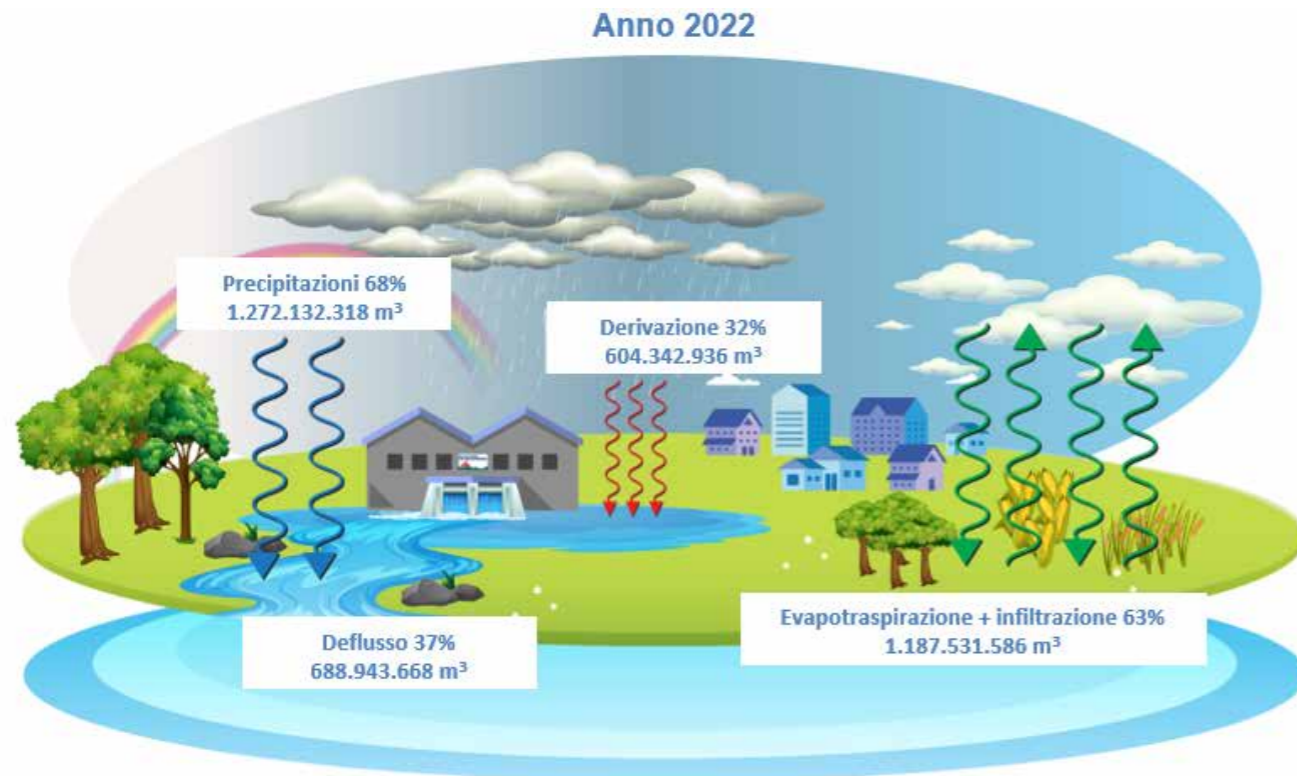 Anno 2022
Precipitazioni 68%
1.272.132.318 m³
Derivazione 32%
604.342.936 m³
Evapotraspirazione + infiltrazione 63%
1.187.531.586 m³
Deflusso 37%
688.943.668 m³